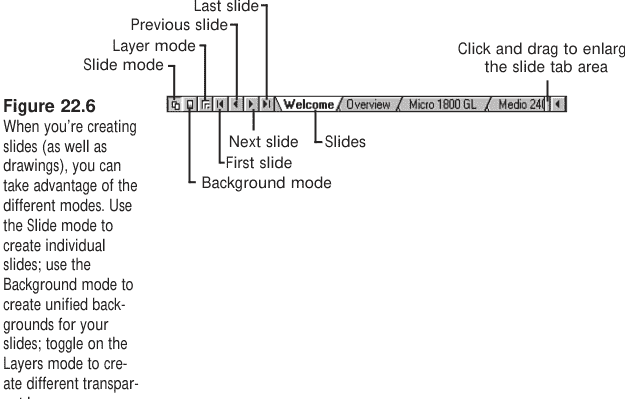 Last slide
Previous slide
Layer mode
Slide mode
Click and drag to enlarg
the slide tab area
Welcome / Overview / Micro 1800 GL / Medio 240
Next slide
Slides
First slide
Background mode
Figure 22.6
When you're creating
slides (as well as
drawings), you can
take advantage of the
different modes. Use
the Slide mode to
create individual
slides; use the
Background mode to
create unified back-
grounds for your
slides; toggle on the
Layers mode to cre-
ate different transpar-